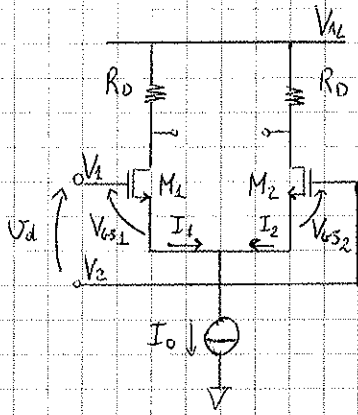 V_AL
R_D R_D
V_1 M_1 M_2
V_GS1 I_1 I_2 V_GS2
v_d
V_2
I_0